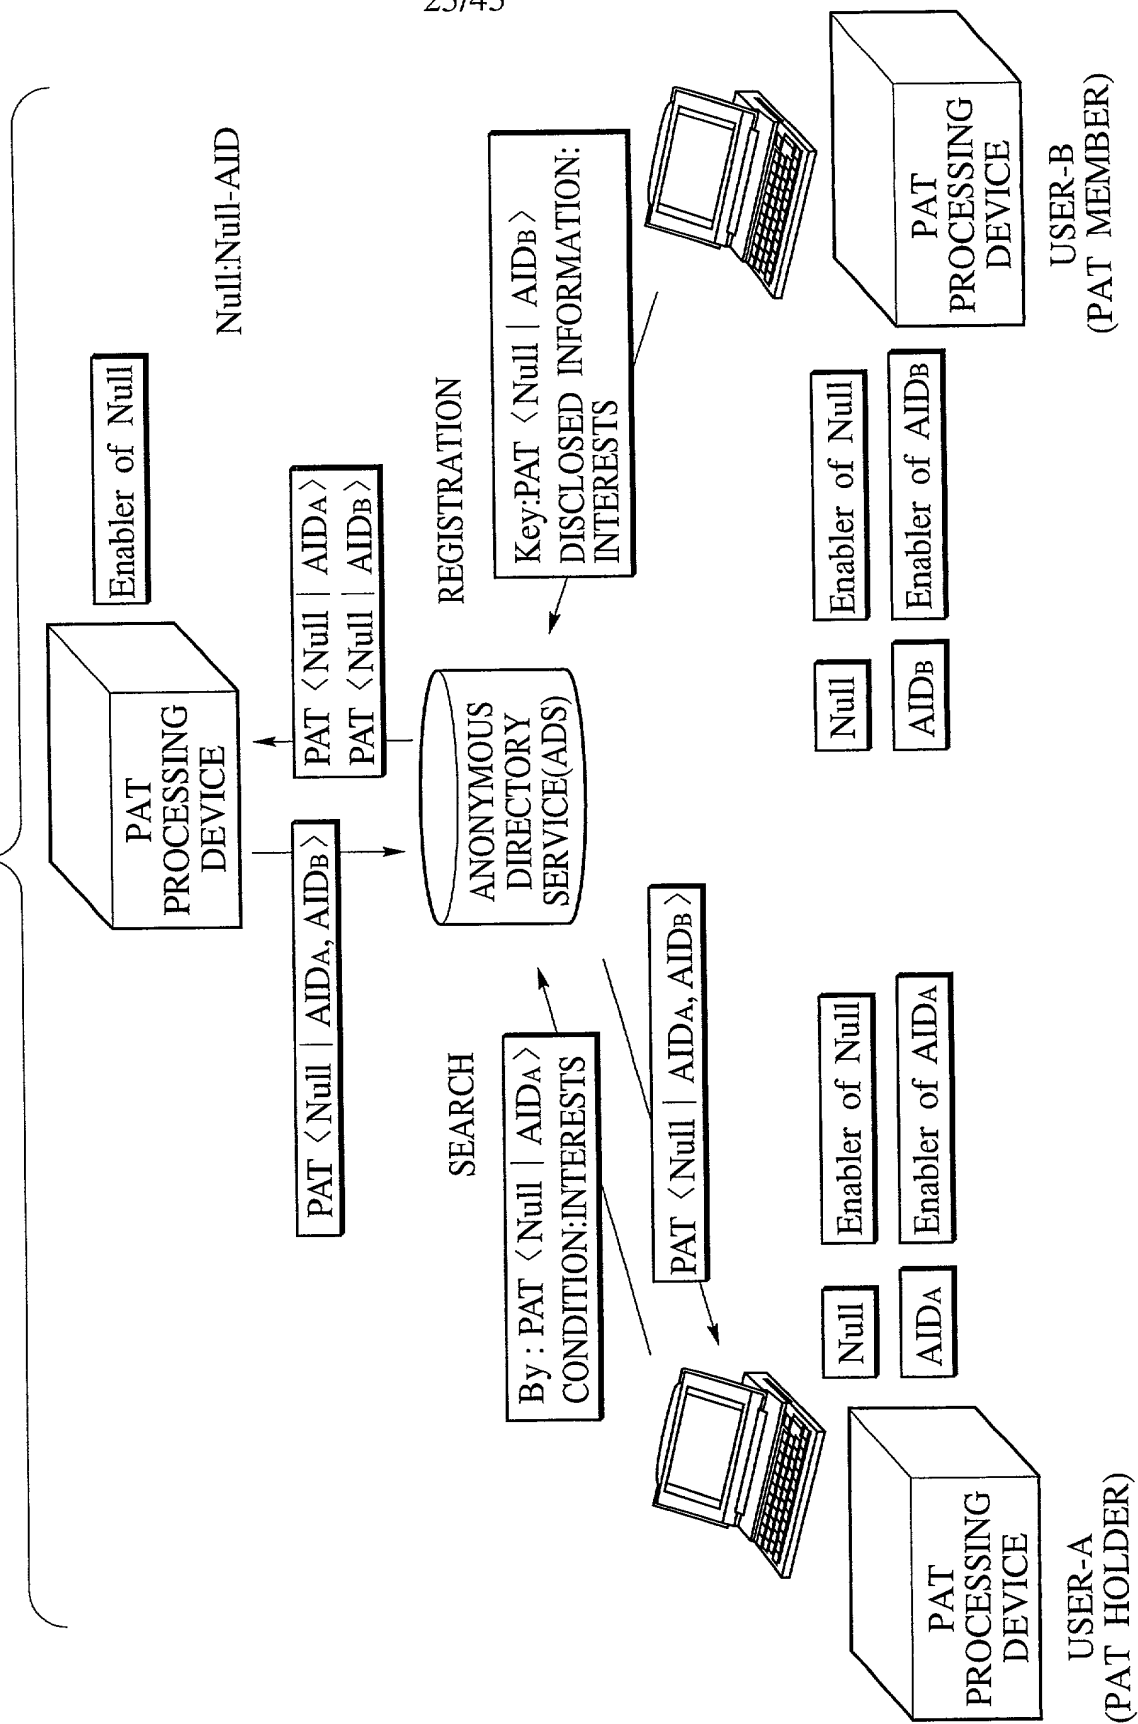 23/43
PAT
PROCESSING
DEVICE
Enabler of Null
Null:Null-AID
PAT <Null | AIDA, AIDB>
PAT <Null | AIDA>
PAT <Null | AIDB>
ANONYMOUS
DIRECTORY
SERVICE(ADS)
SEARCH
By : PAT <Null | AIDA>
CONDITION:INTERESTS
PAT <Null | AIDA, AIDB>
REGISTRATION
Key:PAT <Null | AIDB>
DISCLOSED INFORMATION:
INTERESTS
Null
Enabler of Null
AIDA
Enabler of AIDA
PAT
PROCESSING
DEVICE
USER-A
(PAT HOLDER)
Null
Enabler of Null
AIDB
Enabler of AIDB
PAT
PROCESSING
DEVICE
USER-B
(PAT MEMBER)